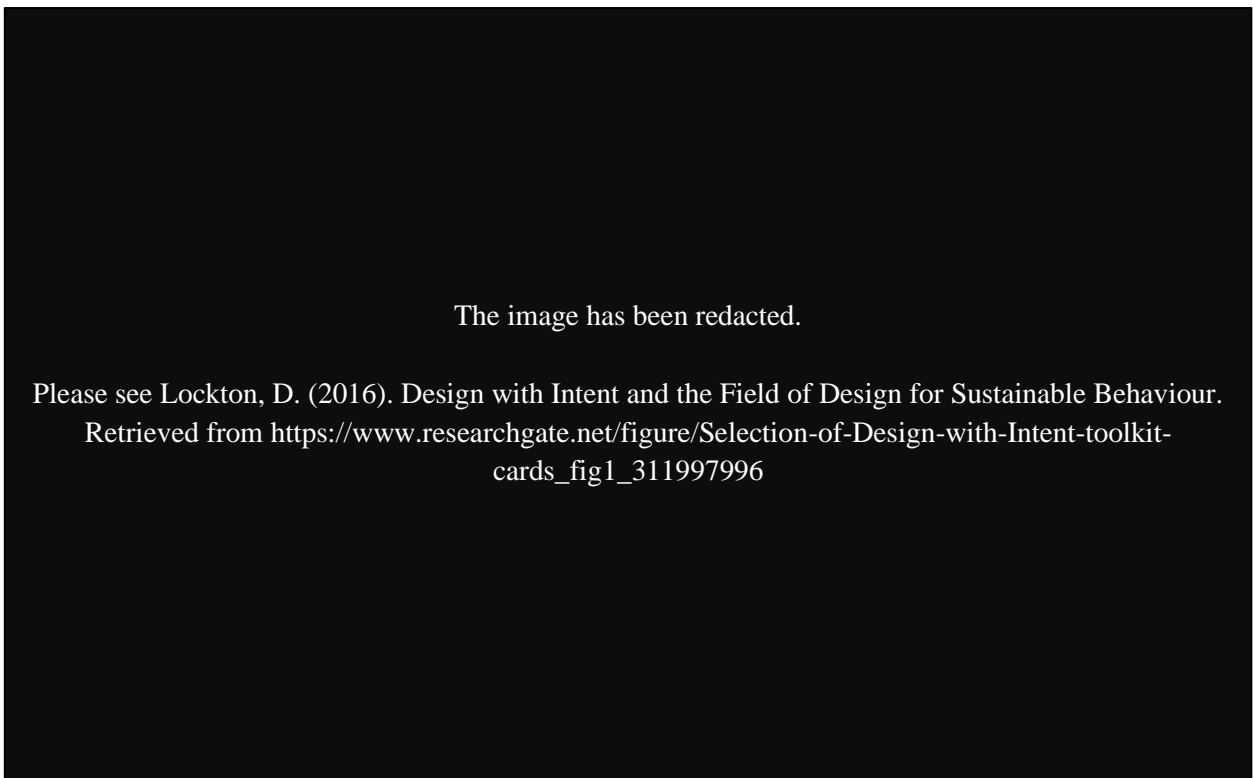 The image has been redacted.
Please see Lockton, D. (2016). Design with Intent and the Field of Design for Sustainable Behaviour.
Retrieved from https://www.researchgate.net/figure/Selection-of-Design-with-Intent-toolkit-
cards_fig1_311997996